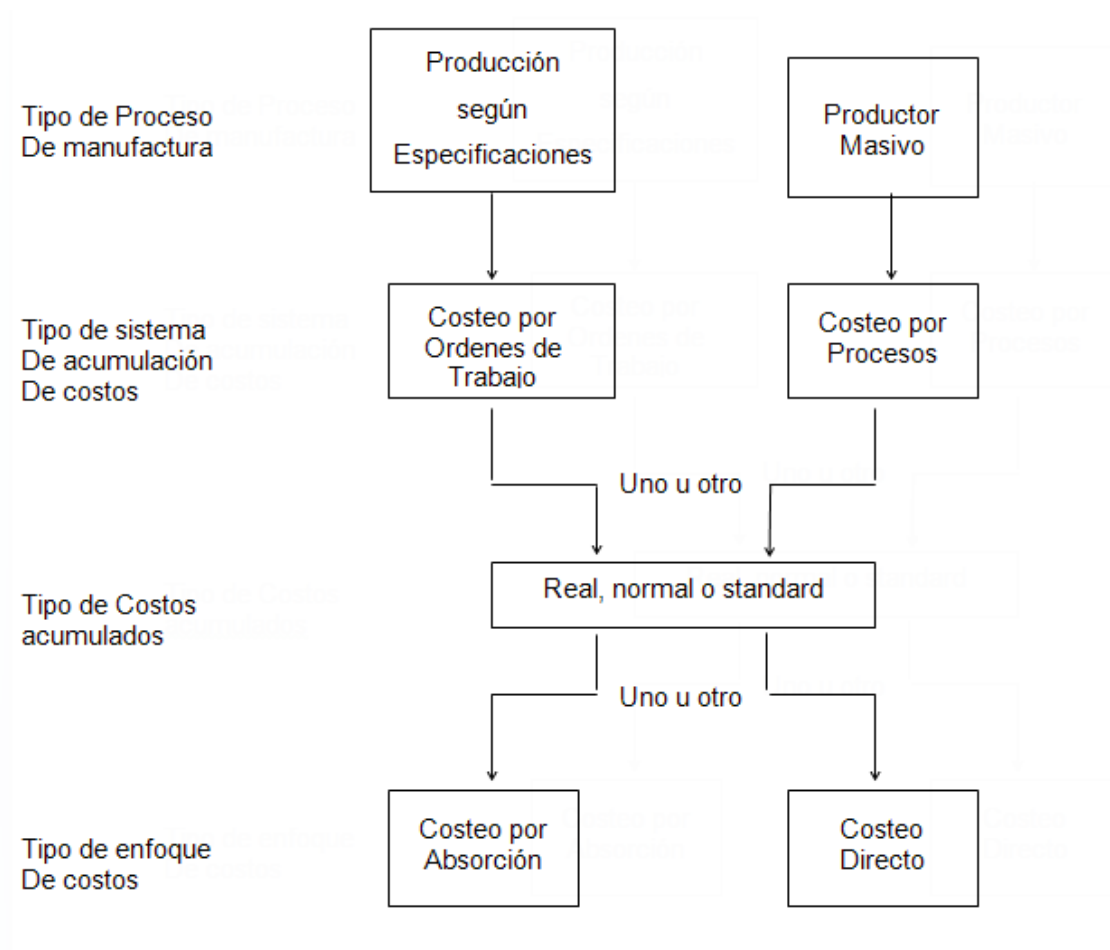 Producción
según
Especificaciones
Productor
Masivo
Tipo de Proceso
De manufactura
Costeo por
Ordenes de
Trabajo
Costeo por
Procesos
Tipo de sistema
De acumulación
De costos
Uno u otro
Real, normal o standard
Tipo de Costos
acumulados
Uno u otro
Costeo por
Absorción
Costeo
Directo
Tipo de enfoque
De costos